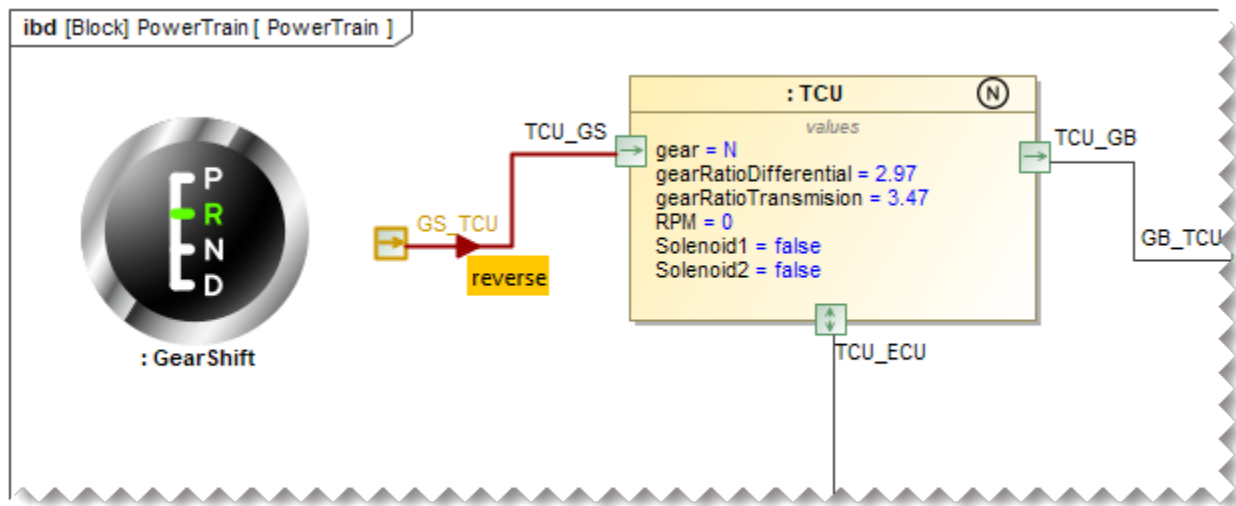 ibd [Block] PowerTrain [ PowerTrain ]
P
R
N
D
: GearShift
GS_TCU
reverse
TCU_GS
: TCU
N
values
gear = N
gearRatioDifferential = 2.97
gearRatioTransmision = 3.47
RPM = 0
Solenoid1 = false
Solenoid2 = false
TCU_GB
GB_TCU
TCU_ECU